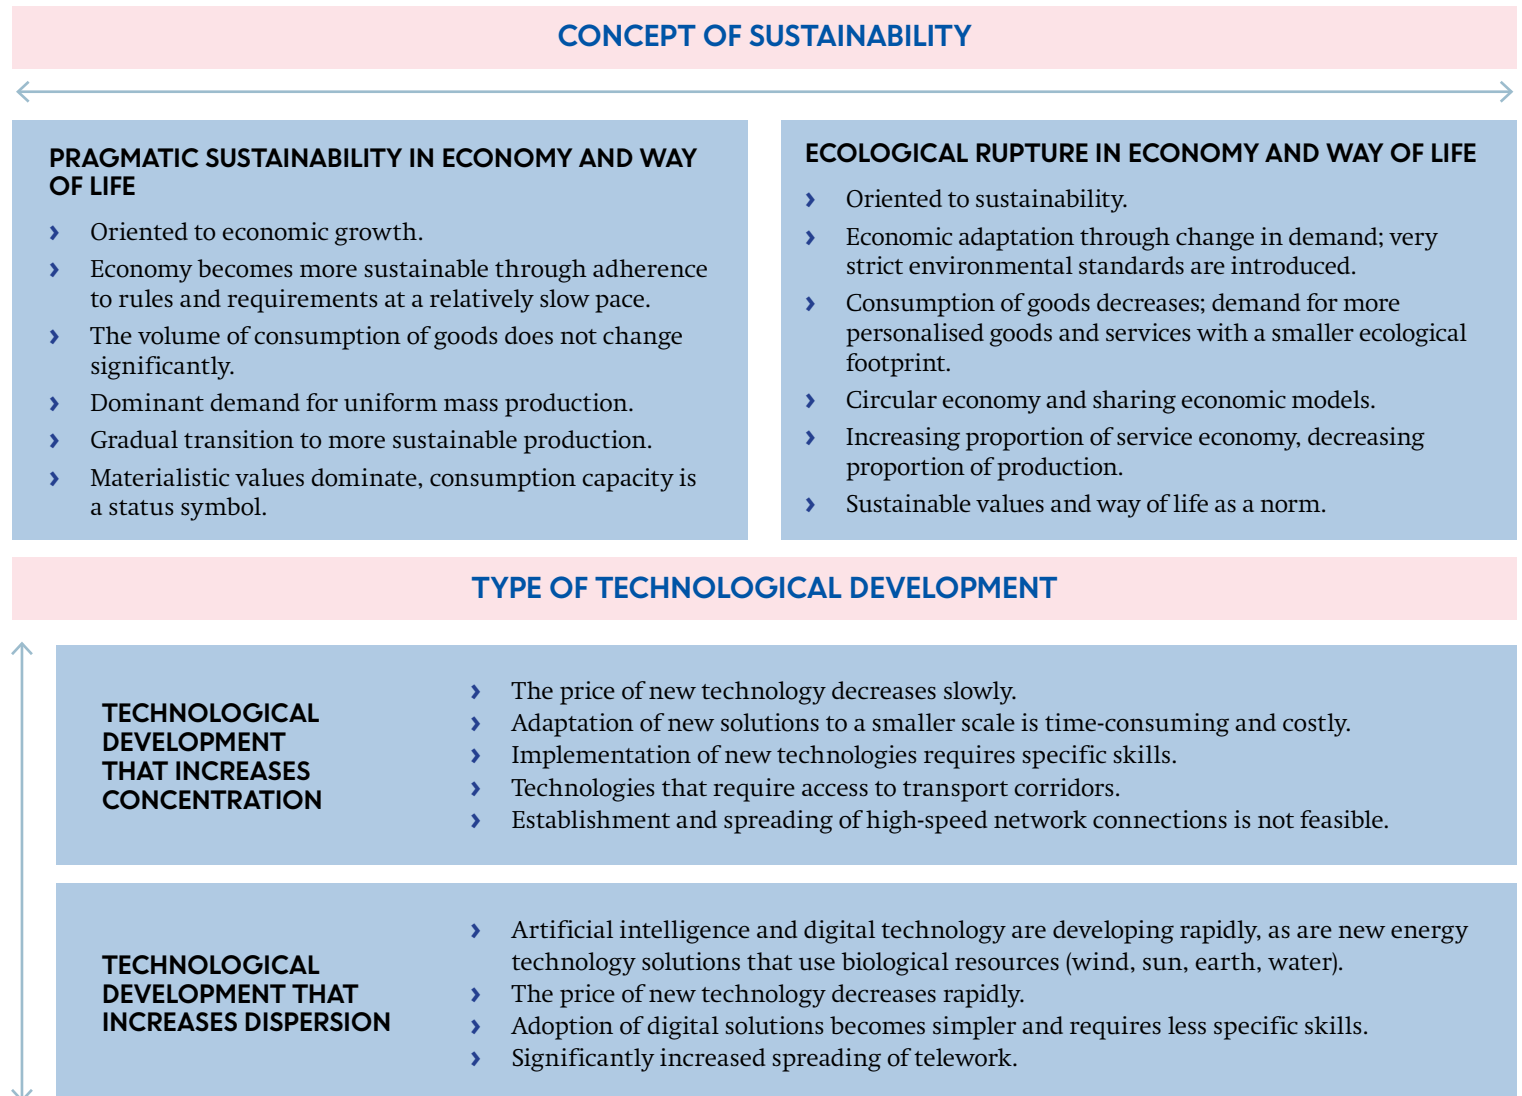 CONCEPT OF SUSTAINABILITY
PRAGMATIC SUSTAINABILITY IN ECONOMY AND WAY
OF LIFE
› Oriented to economic growth.
› Economy becomes more sustainable through adherence
to rules and requirements at a relatively slow pace.
› The volume of consumption of goods does not change
significantly.
› Dominant demand for uniform mass production.
› Gradual transition to more sustainable production.
› Materialistic values dominate, consumption capacity is
a status symbol.
ECOLOGICAL RUPTURE IN ECONOMY AND WAY OF LIFE
› Oriented to sustainability.
› Economic adaptation through change in demand; very
strict environmental standards are introduced.
› Consumption of goods decreases; demand for more
personalised goods and services with a smaller ecological
footprint.
› Circular economy and sharing economic models.
› Increasing proportion of service economy, decreasing
proportion of production.
› Sustainable values and way of life as a norm.
TYPE OF TECHNOLOGICAL DEVELOPMENT
TECHNOLOGICAL
DEVELOPMENT
THAT INCREASES
CONCENTRATION
› The price of new technology decreases slowly.
› Adaptation of new solutions to a smaller scale is time-consuming and costly.
› Implementation of new technologies requires specific skills.
› Technologies that require access to transport corridors.
› Establishment and spreading of high-speed network connections is not feasible.
TECHNOLOGICAL
DEVELOPMENT THAT
INCREASES DISPERSION
› Artificial intelligence and digital technology are developing rapidly, as are new energy
technology solutions that use biological resources (wind, sun, earth, water).
› The price of new technology decreases rapidly.
› Adoption of digital solutions becomes simpler and requires less specific skills.
› Significantly increased spreading of telework.